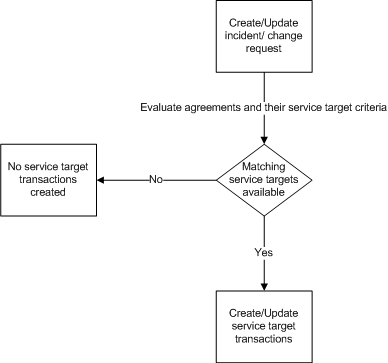 Create/Update
incident/ change
request
Evaluate agreements and their service target criteria
Matching
service targets
available
No
No service target
transactions
created
Yes
Create/Update
service target
transactions